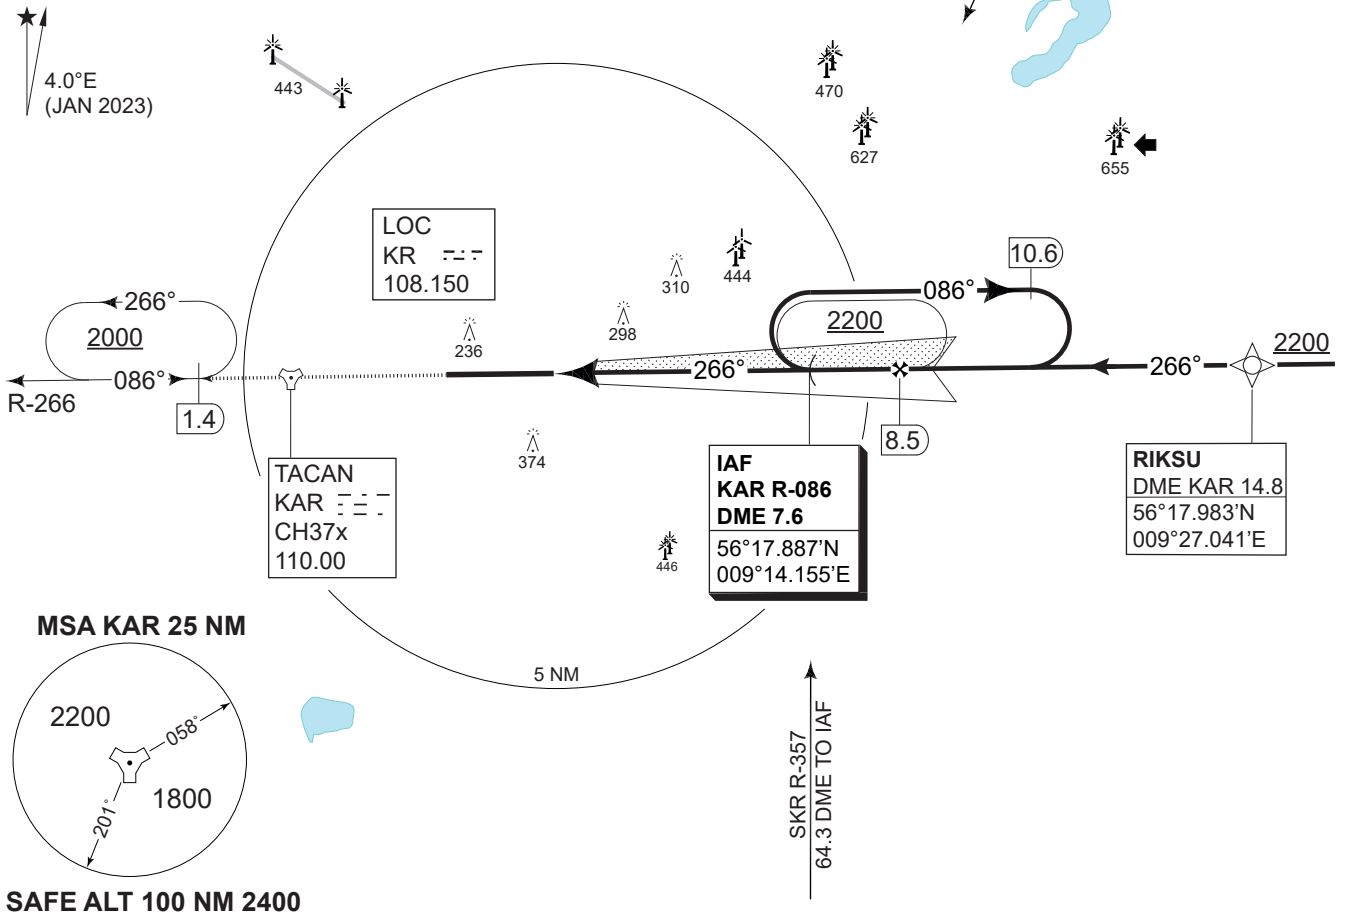 4.0°E
(JAN 2023)
443
470
627
655
LOC
KR
108.150
310
444
298
236
374
446
10.6
086°
2200
266°
8.5
266°
2200
266°
2000
086°
R-266
1.4
TACAN
KAR
CH37x
110.00
IAF
KAR R-086
DME 7.6
56°17.887’N
009°14.155’E
RIKSU
DME KAR 14.8
56°17.983’N
009°27.041’E
5 NM
MSA KAR 25 NM
2200
058°
1800
201°
SAFE ALT 100 NM 2400
SKR R-357
64.3 DME TO IAF